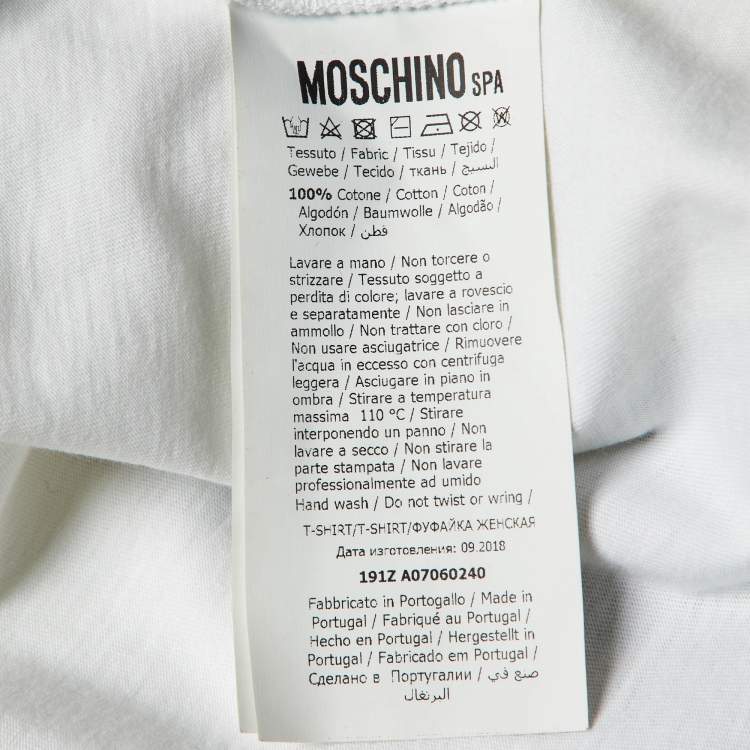 MOSCHINO SPA
Tessuto / Fabric / Tissu / Tejido /
Gewebe / Tecido / ткань / النسيج
100% Cotone / Cotton / Coton /
Algodón / Baumwolle / Algodão /
Хлопок / قطن
Lavare a mano / Non torcere o
strizzare / Tessuto soggetto a
perdita di colore; lavare a rovescio
e separatamente / Non lasciare in
ammollo / Non trattare con cloro /
Non usare asciugatrice / Rimuovere
l'acqua in eccesso con centrifuga
leggera / Asciugare in piano in
ombra / Stirare a temperatura
massima 110 °C / Stirare
interponendo un panno / Non
lavare a secco / Non stirare la
parte stampata / Non lavare
professionalmente ad umido
Hand wash / Do not twist or wring /
T-SHIRT/T-SHIRT/ФУФАЙКА ЖЕНСКАЯ
Дата изготовления: 09.2018
191Z A07060240
Fabbricato in Portogallo / Made in
Portugal / Fabriqué au Portugal /
Hecho en Portugal / Hergestellt in
Portugal / Fabricado em Portugal /
Сделано в Португалии / صنع في
البرتغال